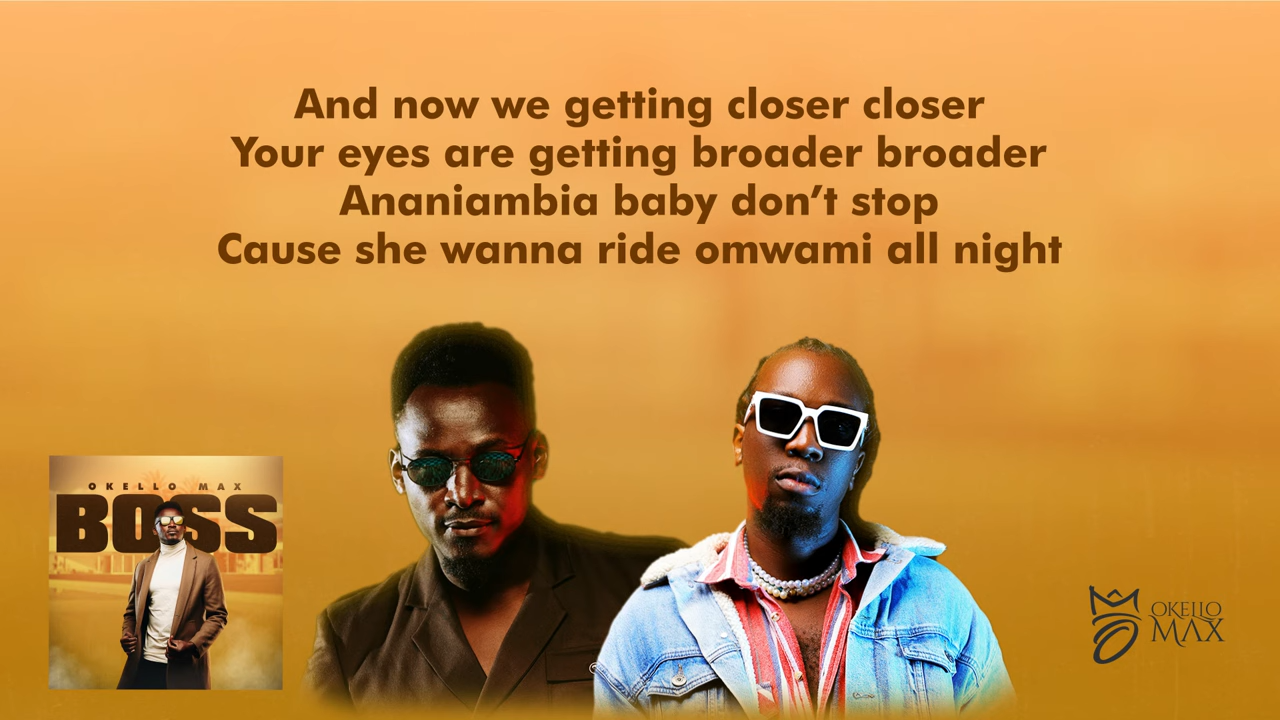 And now we getting closer closer
Your eyes are getting broader broader
Ananiambia baby don’t stop
Cause she wanna ride omwami all night
OKELLO MAX
BOSS
OKELLO
MAX